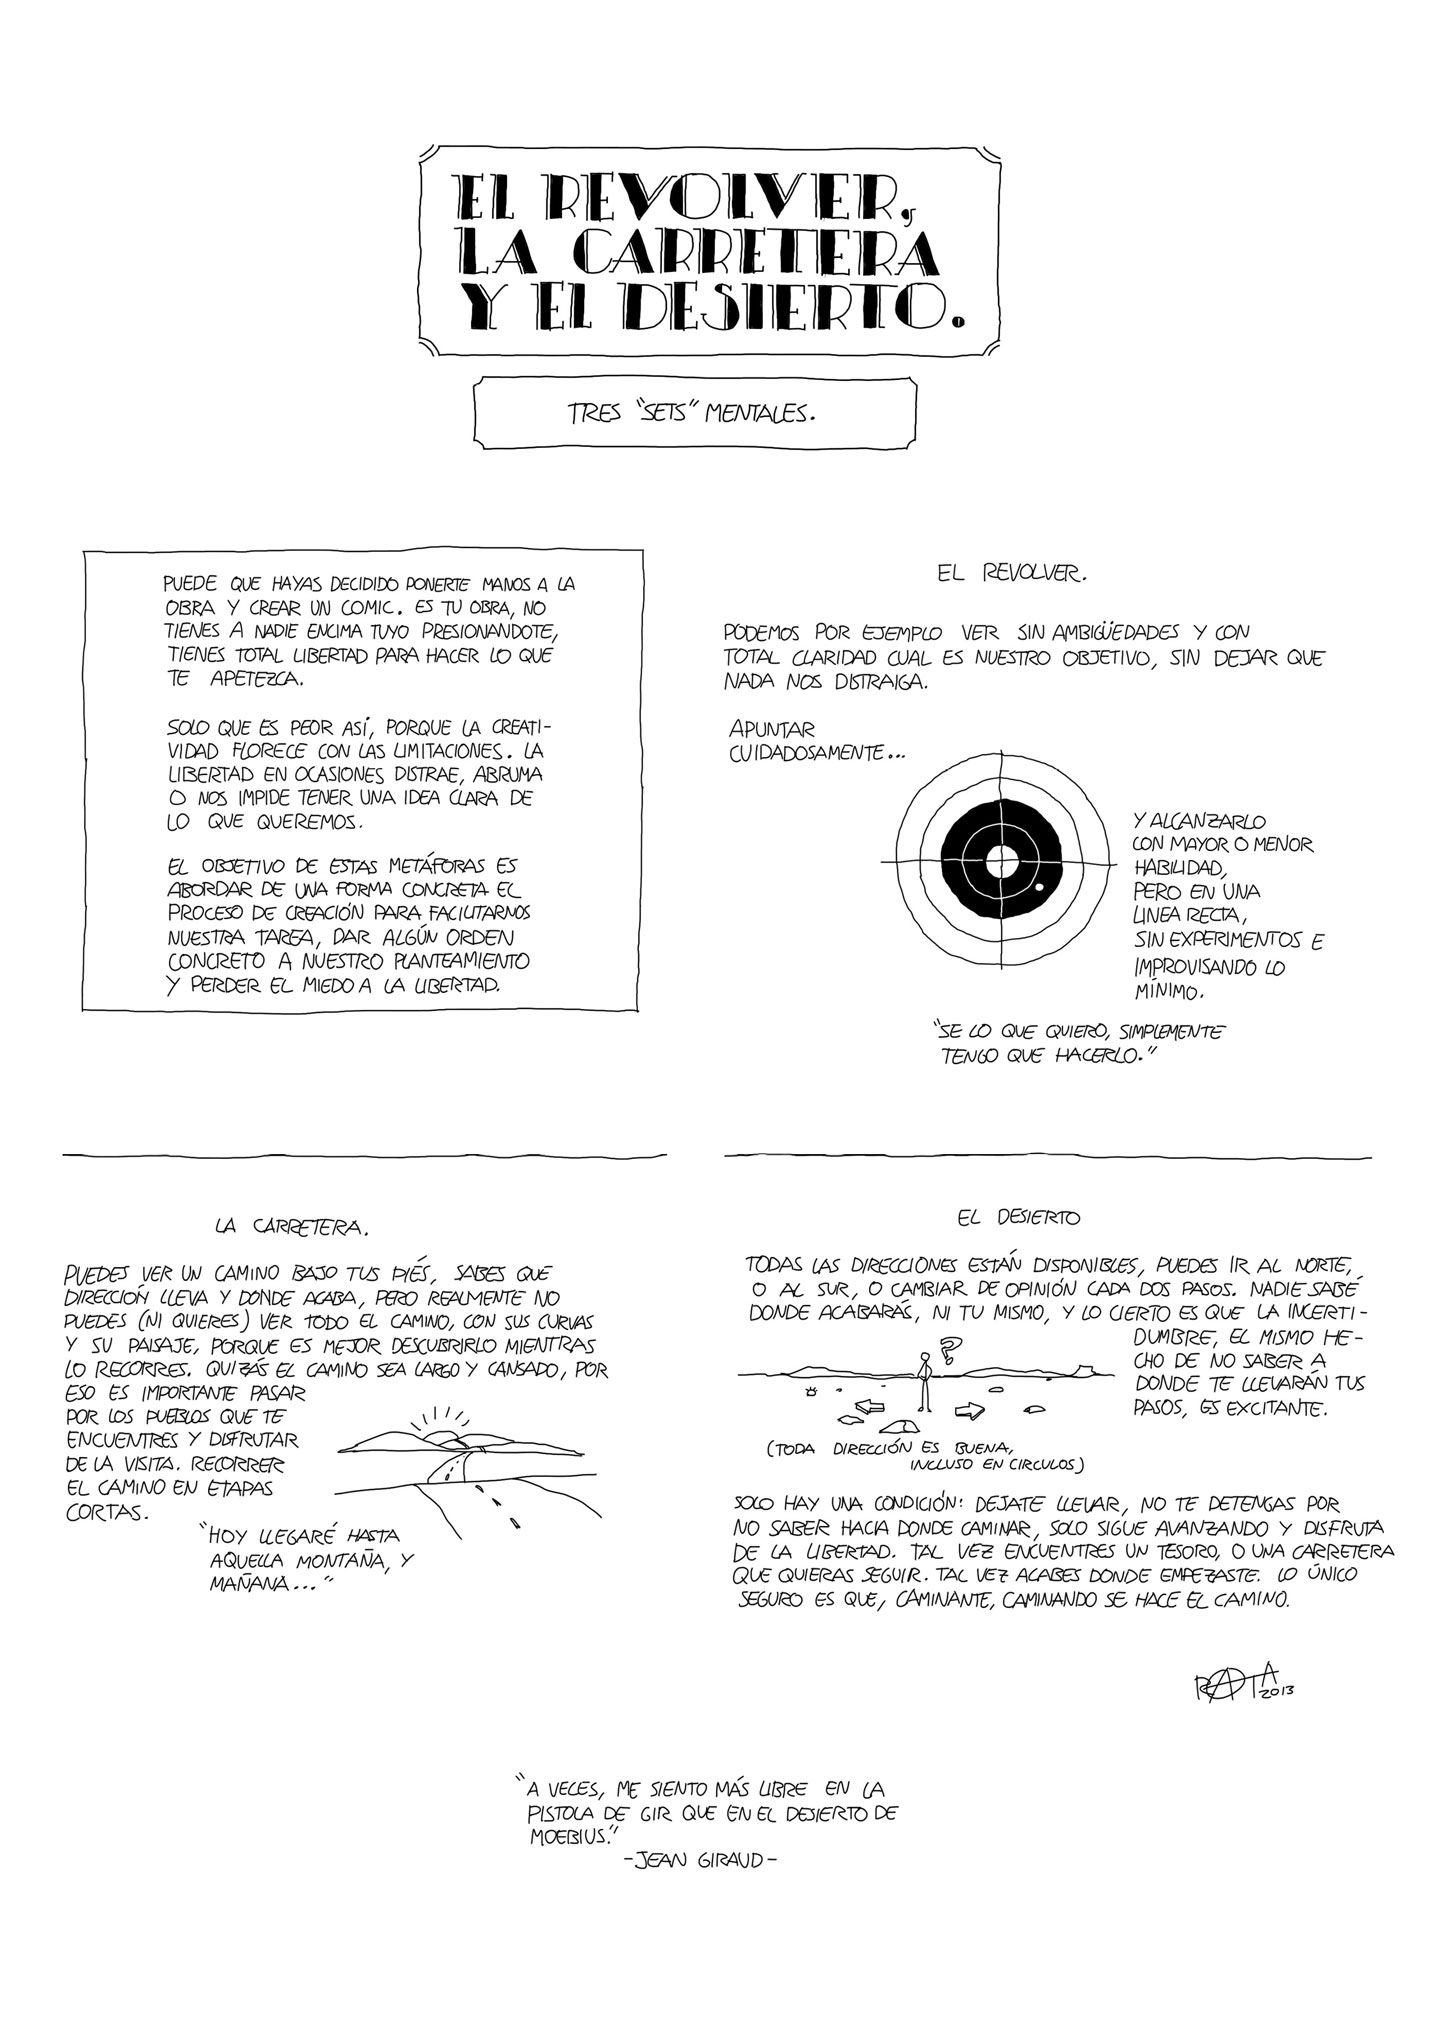 EL REVOLVER,
LA CARRETERA
Y EL DESIERTO.
TRES "SETS" MENTALES.
PUEDE QUE HAYAS DECIDIDO PONERTE MANOS A LA
OBRA Y CREAR UN COMIC. ES TU OBRA, NO
TIENES A NADIE ENCIMA TUYO PRESIONANDOTE,
TIENES TOTAL LIBERTAD PARA HACER LO QUE
TE APETEZCA.
SOLO QUE ES PEOR ASÍ, PORQUE LA CREATI-
VIDAD FLORECE CON LAS LIMITACIONES. LA
LIBERTAD EN OCASIONES DISTRAE, ABRUMA
O NOS IMPIDE TENER UNA IDEA CLARA DE
LO QUE QUEREMOS.
EL OBJETIVO DE ESTAS METÁFORAS ES
ABORDAR DE UNA FORMA CONCRETA EL
PROCESO DE CREACIÓN PARA FACILITARNOS
NUESTRA TAREA, DAR ALGÚN ORDEN
CONCRETO A NUESTRO PLANTEAMIENTO
Y PERDER EL MIEDO A LA LIBERTAD.
EL REVOLVER.
PODEMOS POR EJEMPLO VER SIN AMBIGÜEDADES Y CON
TOTAL CLARIDAD CUAL ES NUESTRO OBJETIVO, SIN DEJAR QUE
NADA NOS DISTRAIGA.
APUNTAR
CUIDADOSAMENTE...
Y ALCANZARLO
CON MAYOR O MENOR
HABILIDAD,
PERO EN UNA
LINEA RECTA,
SIN EXPERIMENTOS E
IMPROVISANDO LO
MÍNIMO.
"SE LO QUE QUIERO, SIMPLEMENTE
TENGO QUE HACERLO."
LA CARRETERA.
PUEDES VER UN CAMINO BAJO TUS PIÉS, SABES QUE
DIRECCIÓN LLEVA Y DONDE ACABA, PERO REALMENTE NO
PUEDES (NI QUIERES) VER TODO EL CAMINO, CON SUS CURVAS
Y SU PAISAJE, PORQUE ES MEJOR DESCUBRIRLO MIENTRAS
LO RECORRES. QUIZÁS EL CAMINO SEA LARGO Y CANSADO, POR
ESO ES IMPORTANTE PASAR
POR LOS PUEBLOS QUE TE
ENCUENTRES Y DISFRUTAR
DE LA VISITA. RECORRER
EL CAMINO EN ETAPAS
CORTAS.
"HOY LLEGARÉ HASTA
AQUELLA MONTAÑA, Y
MAÑANA..."
EL DESIERTO
TODAS LAS DIRECCIONES ESTÁN DISPONIBLES, PUEDES IR AL NORTE,
O AL SUR, O CAMBIAR DE OPINIÓN CADA DOS PASOS. NADIE SABÉ
DONDE ACABARÁS, NI TU MISMO, Y LO CIERTO ES QUE LA INCERTI-
DUMBRE, EL MISMO HE-
CHO DE NO SABER A
DONDE TE LLEVARÁN TUS
PASOS, ES EXCITANTE.
?
(TODA DIRECCIÓN ES BUENA,
INCLUSO EN CIRCULOS)
SOLO HAY UNA CONDICIÓN: DEJATE LLEVAR, NO TE DETENGAS POR
NO SABER HACIA DONDE CAMINAR, SOLO SIGUE AVANZANDO Y DISFRUTA
DE LA LIBERTAD. TAL VEZ ENCUENTRES UN TESORO, O UNA CARRETERA
QUE QUIERAS SEGUIR. TAL VEZ ACABES DONDE EMPEZASTE. LO ÚNICO
SEGURO ES QUE, CAMINANTE, CAMINANDO SE HACE EL CAMINO.
RATA 2013
"A VECES, ME SIENTO MÁS LIBRE EN LA
PISTOLA DE GIR QUE EN EL DESIERTO DE
MOEBIUS."
-JEAN GIRAUD-